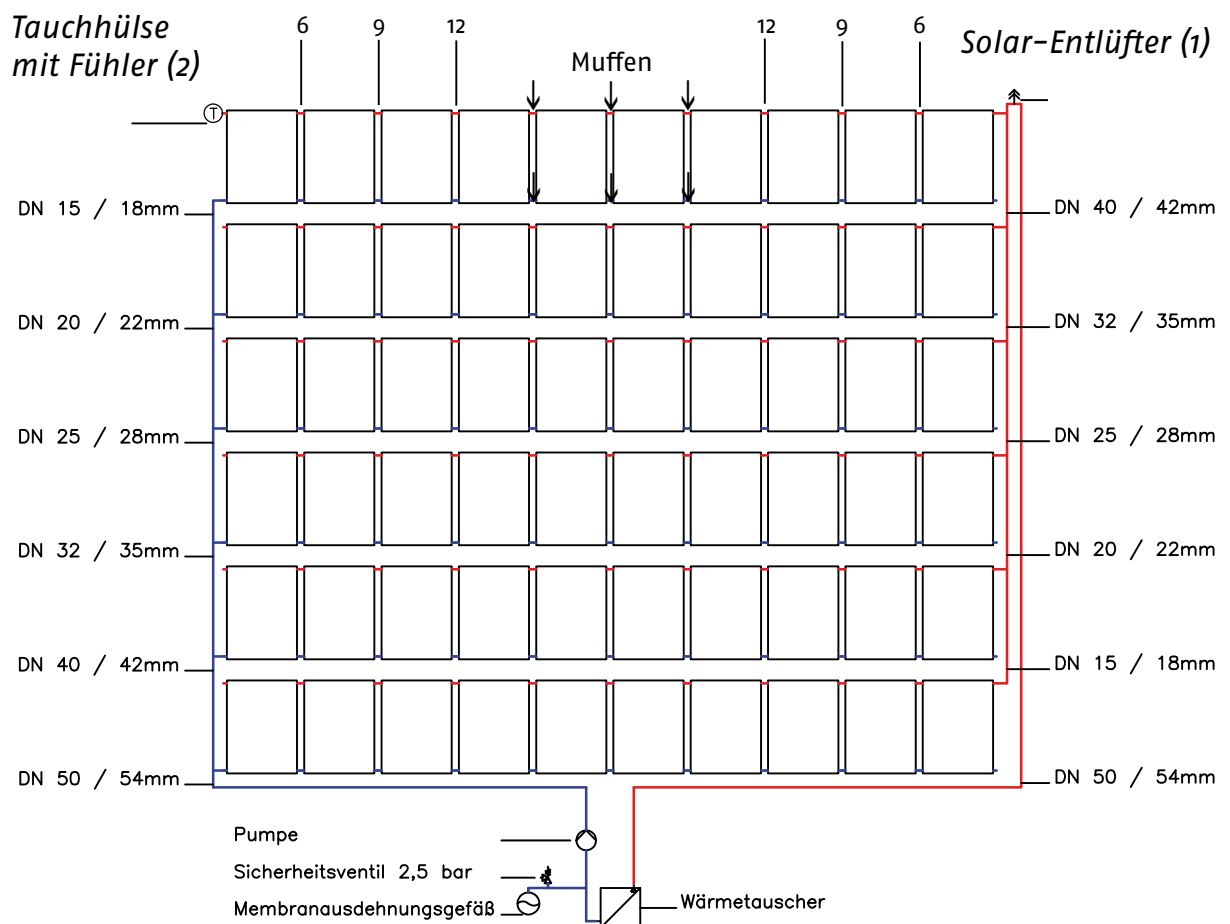 Tauchhülse
mit Fühler (2)
6
9
12
Muffen
12
9
6
Solar-Entlüfter (1)
T
DN 15 / 18mm
DN 40 / 42mm
DN 20 / 22mm
DN 32 / 35mm
DN 25 / 28mm
DN 25 / 28mm
DN 32 / 35mm
DN 20 / 22mm
DN 40 / 42mm
DN 15 / 18mm
DN 50 / 54mm
DN 50 / 54mm
Pumpe
Sicherheitsventil 2,5 bar
Membranausdehnungsgefäß
Wärmetauscher